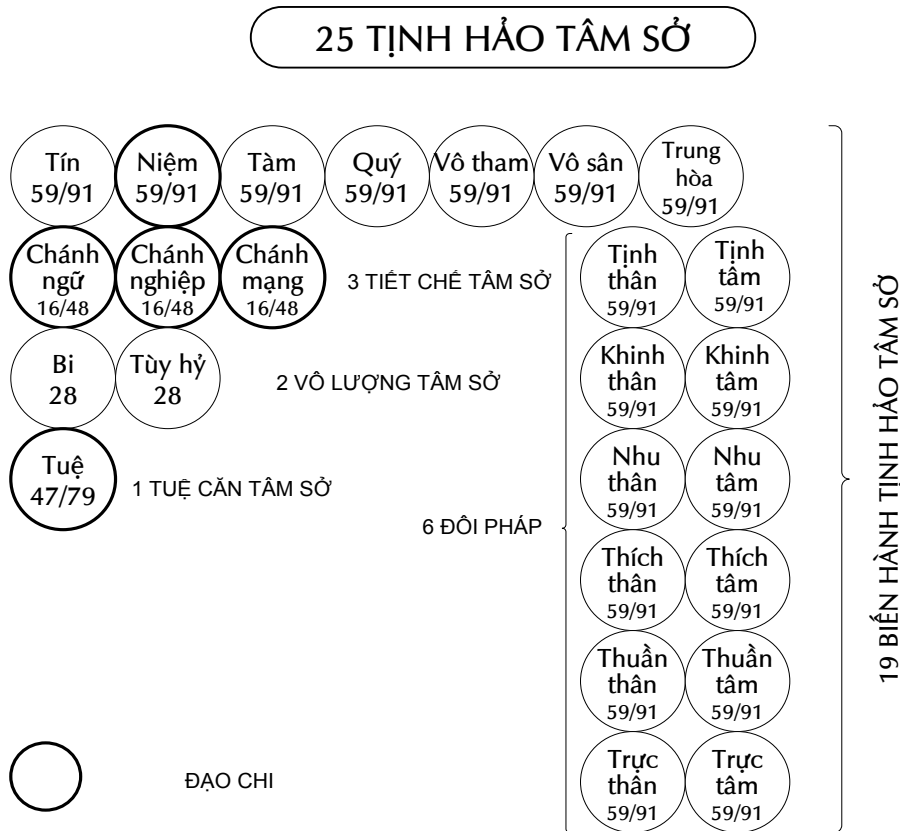 25 TỊNH HẢO TÂM SỞ
Tín
59/91
Niệm
59/91
Tàm
59/91
Quý
59/91
Vô tham
59/91
Vô sân
59/91
Trung
hòa
59/91
Chánh
ngữ
16/48
Chánh
nghiệp
16/48
Chánh
mạng
16/48
3 TIẾT CHẾ TÂM SỞ
Tịnh
thân
59/91
Tịnh
tâm
59/91
Bi
28
Tùy hỷ
28
2 VÔ LƯỢNG TÂM SỞ
Khinh
thân
59/91
Khinh
tâm
59/91
Tuệ
47/79
1 TUỆ CĂN TÂM SỞ
Nhu
thân
59/91
Nhu
tâm
59/91
6 ĐÔI PHÁP
Thích
thân
59/91
Thích
tâm
59/91
Thuần
thân
59/91
Thuần
tâm
59/91
Trực
thân
59/91
Trực
tâm
59/91
ĐẠO CHI
19 BIẾN HÀNH TỊNH HẢO TÂM SỞ